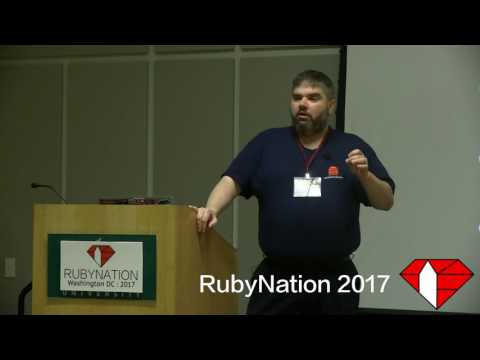 RUBYNATION
Washington DC : 2017
UNIVERSITY
RubyNation 2017